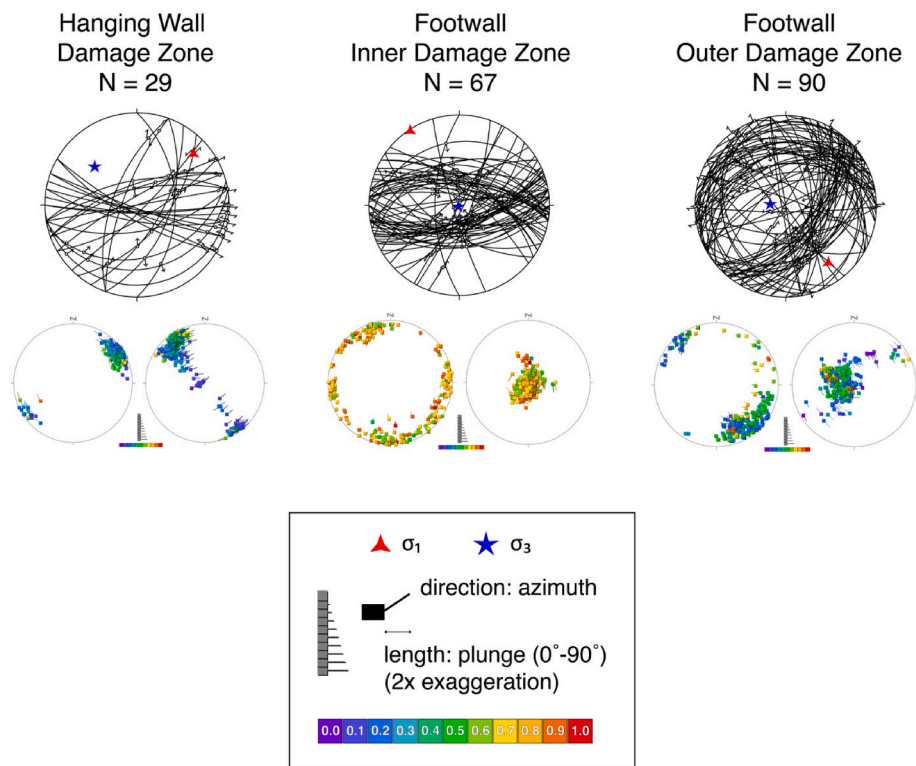 Hanging Wall
Damage Zone
N = 29
Footwall
Inner Damage Zone
N = 67
Footwall
Outer Damage Zone
N = 90
Z
Z
Z
Z
Z
Z
σ1
σ3
direction: azimuth
length: plunge (0˚-90˚)
(2x exaggeration)
0.0 0.1 0.2 0.3 0.4 0.5 0.6 0.7 0.8 0.9 1.0